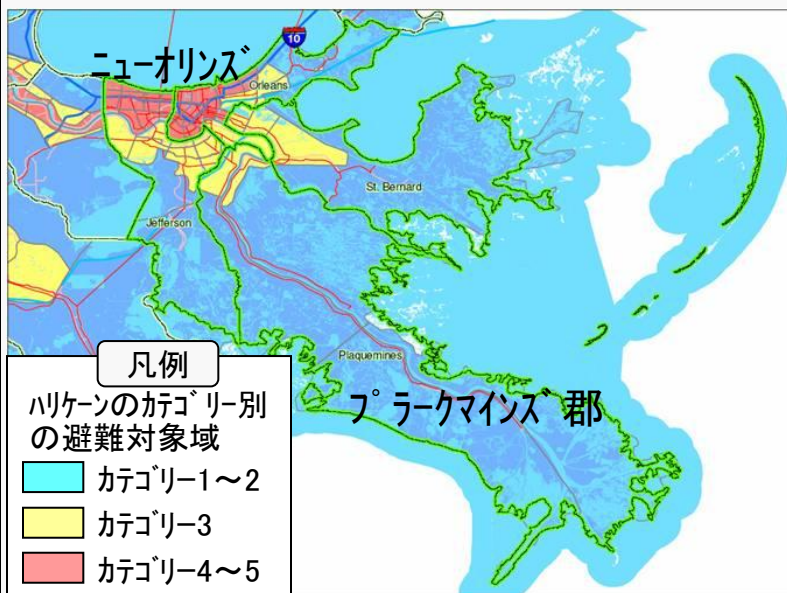 ニューオリンズ
10
Orleans
St. Bernard
Jefferson
Plaquemines
プラークマインズ郡
凡例
ハリケーンのカテゴリー別
の避難対象域
カテゴリー1～2
カテゴリー3
カテゴリー4～5